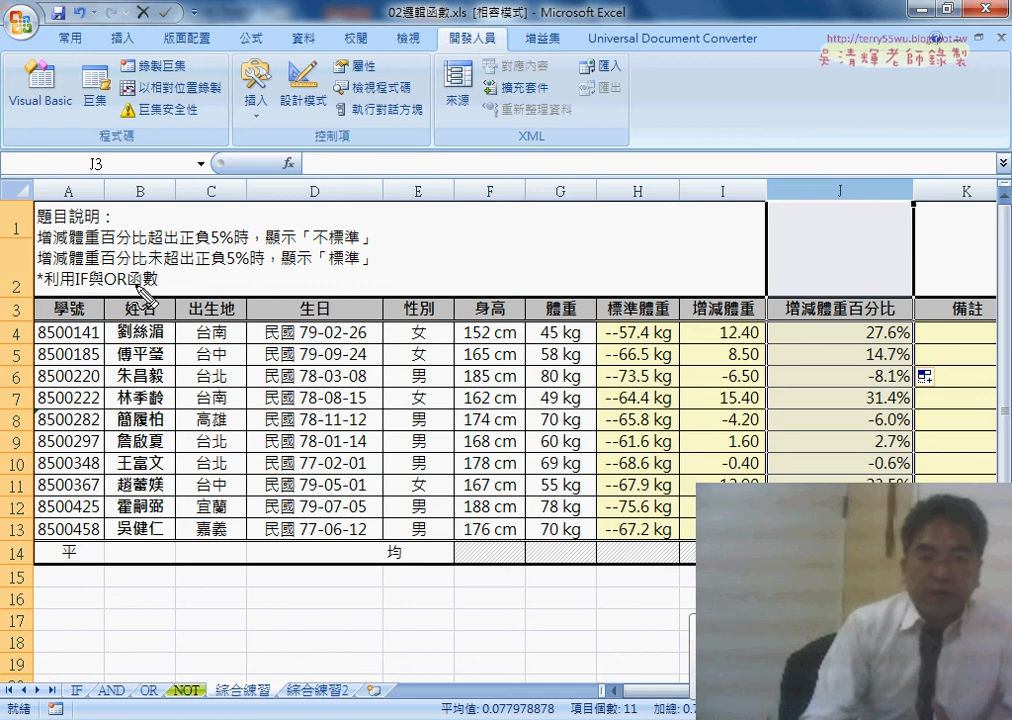 02邏輯函數.xls [相容模式] - Microsoft Excel
常用 插入 版面配置 公式 資料 校閱 檢視 開發人員 增益集 Universal Document Converter
http://terry55wu.blogspot.tw
吳清輝老師錄製
Visual Basic 巨集 錄製巨集 以相對位置錄製 巨集安全性 程式碼
插入 設計模式 屬性 檢視程式碼 執行對話方塊 控制項
來源 對應內容 擴充套件 重新整理資料 匯入 匯出 XML
J3 fx
A B C D E F G H I J K
1 題目說明：
增減體重百分比超出正負5%時，顯示「不標準」
增減體重百分比未超出正負5%時，顯示「標準」
2 *利用IF與OR函數
3 學號 姓名 出生地 生日 性別 身高 體重 標準體重 增減體重 增減體重百分比 備註
4 8500141 劉絲湄 台南 民國 79-02-26 女 152 cm 45 kg --57.4 kg 12.40 27.6%
5 8500185 傅平瑩 台中 民國 79-09-24 女 165 cm 58 kg --66.5 kg 8.50 14.7%
6 8500220 朱昌毅 台北 民國 78-03-08 男 185 cm 80 kg --73.5 kg -6.50 -8.1%
7 8500222 林季齡 台南 民國 78-08-15 女 162 cm 49 kg --64.4 kg 15.40 31.4%
8 8500282 簡履柏 高雄 民國 78-11-12 男 174 cm 70 kg --65.8 kg -4.20 -6.0%
9 8500297 詹啟夏 台北 民國 78-01-14 男 168 cm 60 kg --61.6 kg 1.60 2.7%
10 8500348 王富文 台北 民國 77-02-01 男 178 cm 69 kg --68.6 kg -0.40 -0.6%
11 8500367 趙蕾媄 台中 民國 79-05-01 女 167 cm 55 kg --67.9 kg
12 8500425 霍嗣弼 宜蘭 民國 79-07-05 男 188 cm 78 kg --75.6 kg
13 8500458 吳健仁 嘉義 民國 77-06-12 男 176 cm 70 kg --67.2 kg
14 平 均
15
16
17
18
19
IF AND OR NOT 綜合練習 綜合練習2
就緒 平均值: 0.077978878 項目個數: 11 加總: 0.